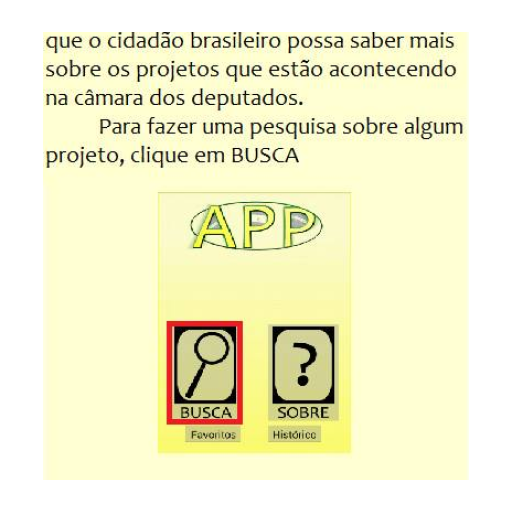 que o cidadão brasileiro possa saber mais
sobre os projetos que estão acontecendo
na câmara dos deputados.
Para fazer uma pesquisa sobre algum
projeto, clique em BUSCA
APP
?
BUSCA SOBRE
Favoritos Histórico